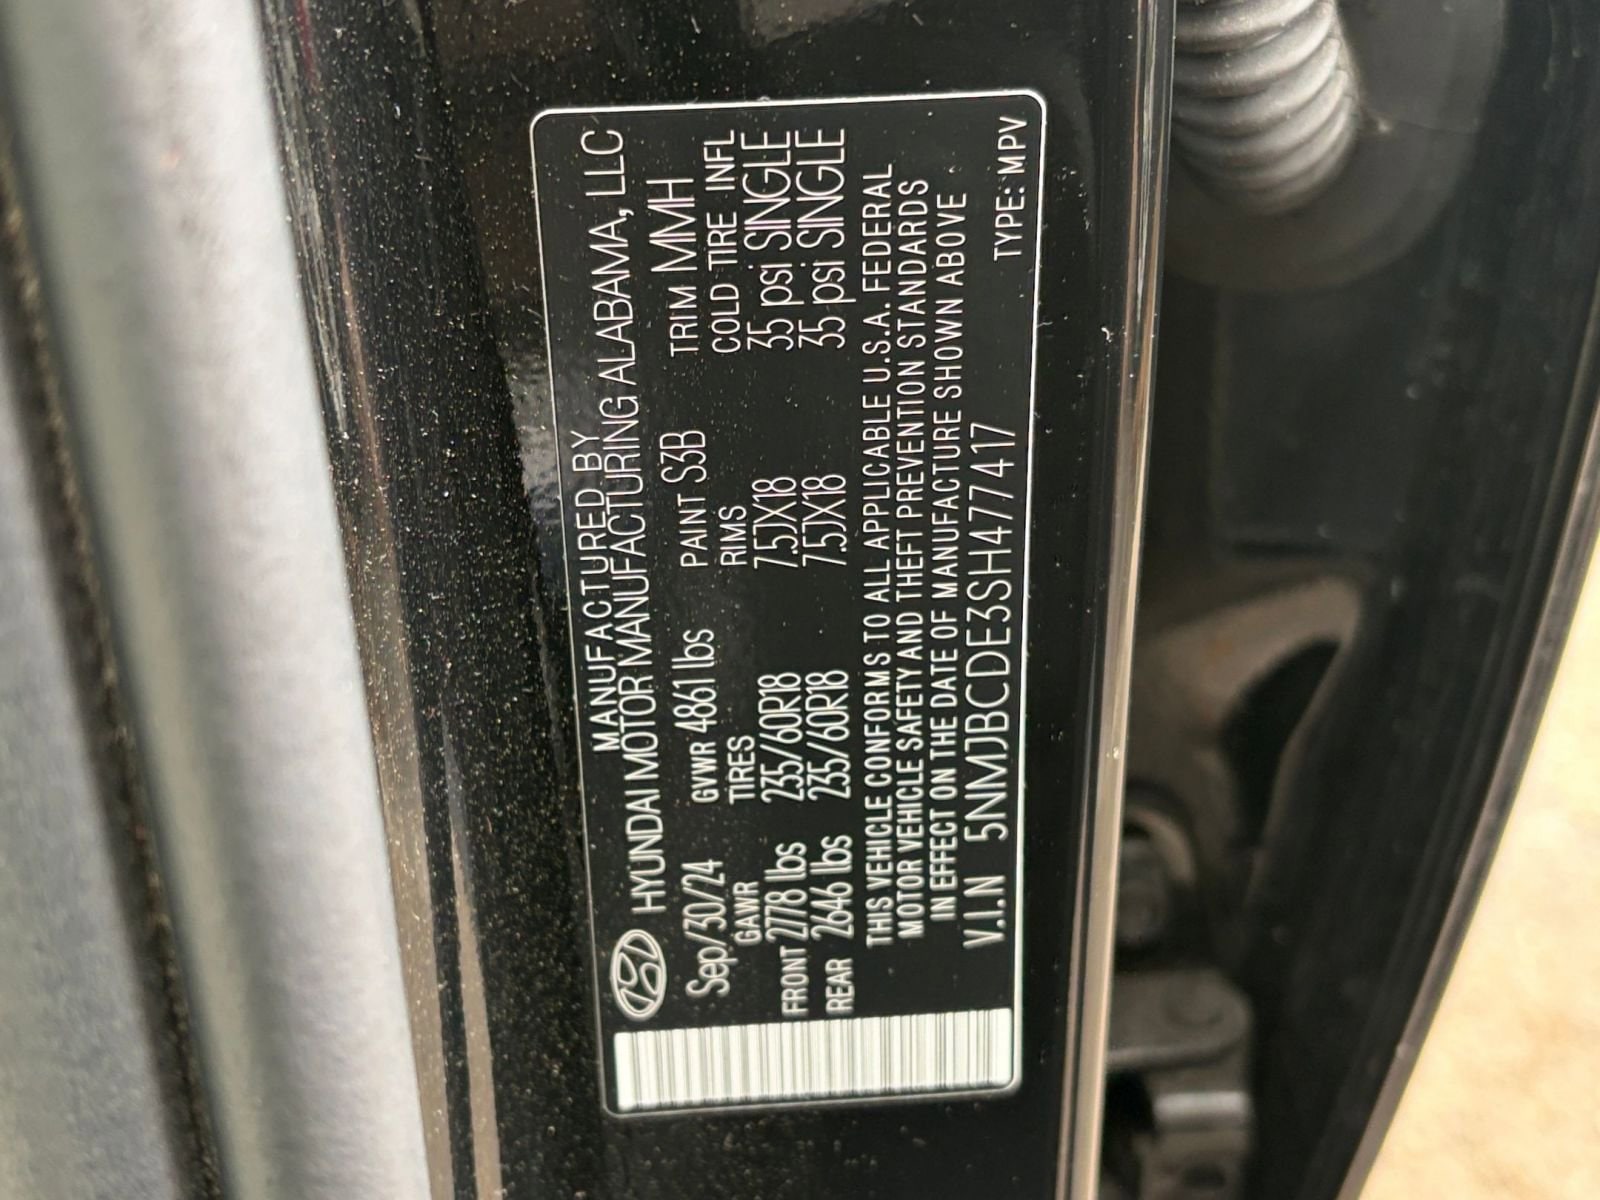 MANUFACTURED BY
HYUNDAI MOTOR MANUFACTURING ALABAMA, LLC
Sep/30/24 GVWR 4861 lbs PAINT S3B TRIM MMH
GAWR TIRES RIMS COLD TIRE INFL
FRONT 2778 lbs 235/60R18 7.5JX18 35 psi SINGLE
REAR 2646 lbs 235/60R18 7.5JX18 35 psi SINGLE
THIS VEHICLE CONFORMS TO ALL APPLICABLE U.S.A. FEDERAL
MOTOR VEHICLE SAFETY AND THEFT PREVENTION STANDARDS
IN EFFECT ON THE DATE OF MANUFACTURE SHOWN ABOVE
V.I.N 5NMJBCDE3SH477417 TYPE: MPV